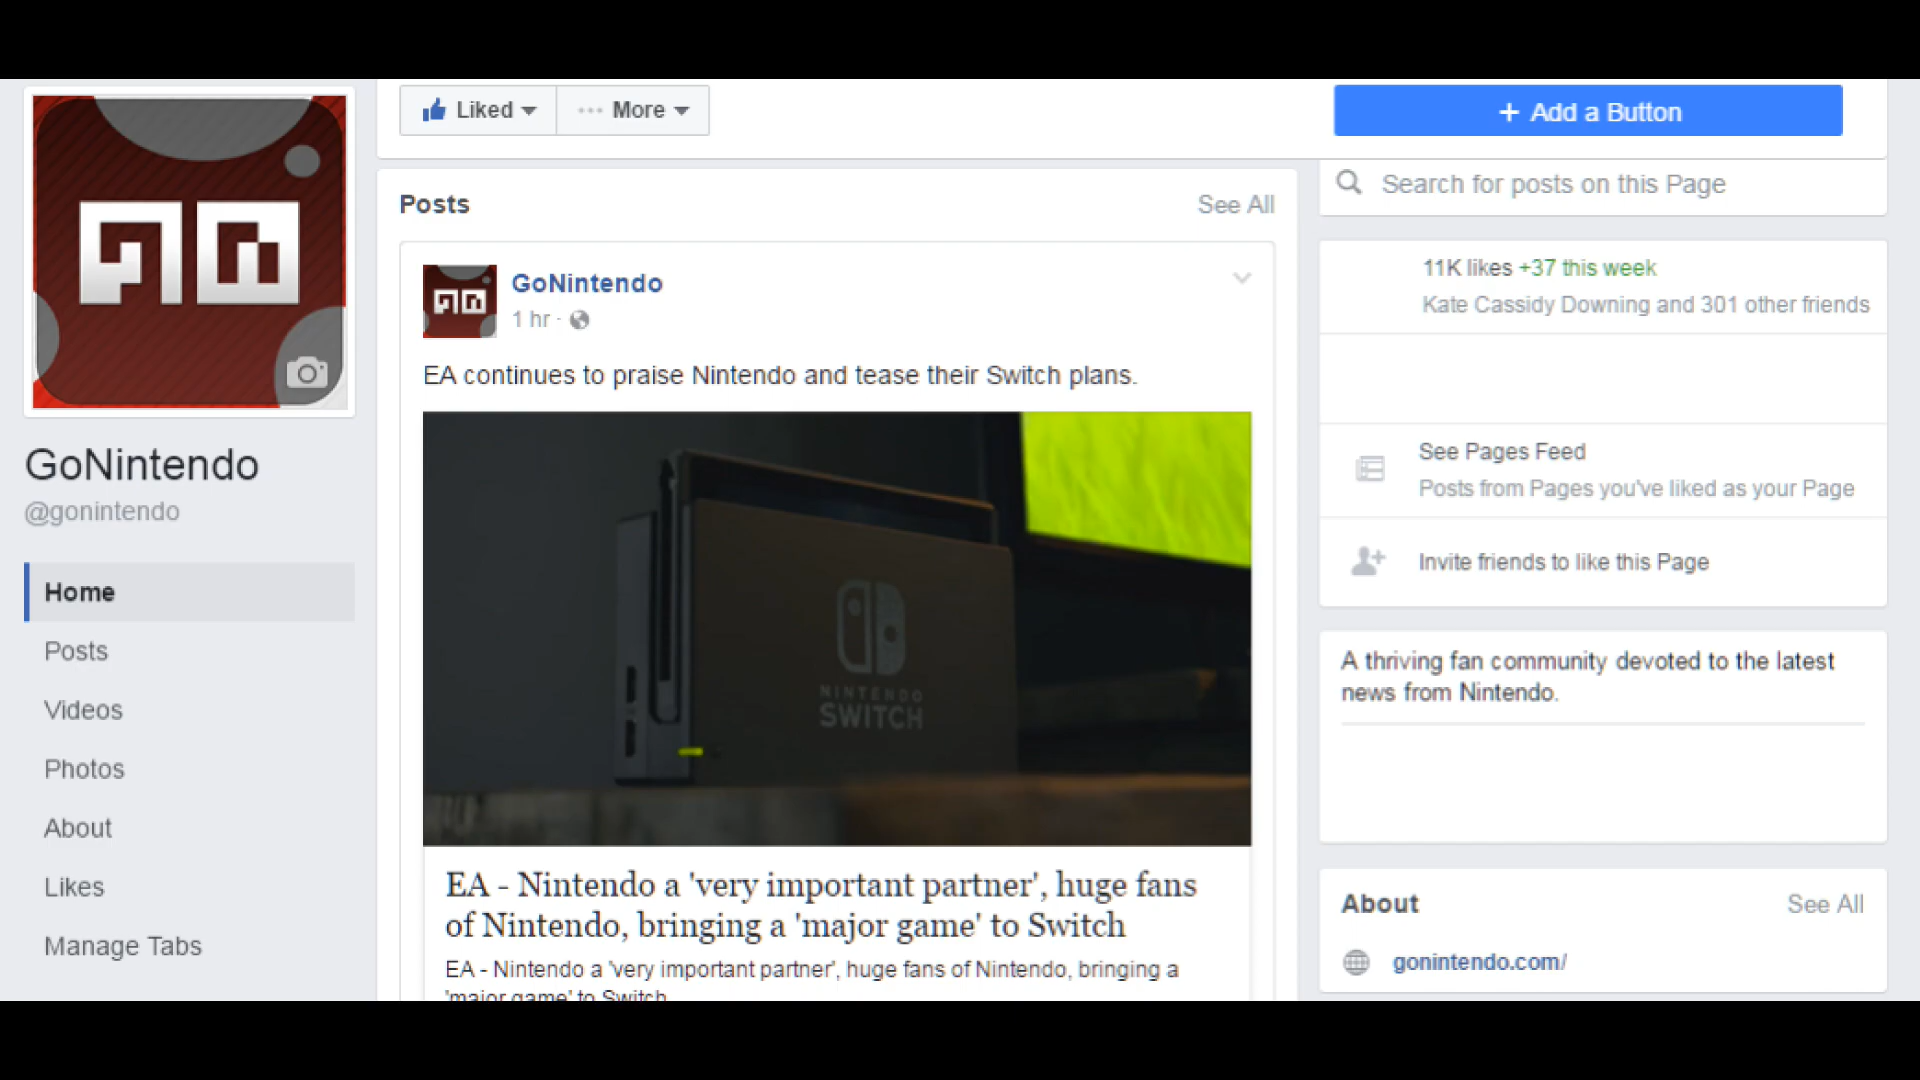 Liked
More
+ Add a Button
GoNintendo
@gonintendo
Home
Posts
Videos
Photos
About
Likes
Manage Tabs
Posts
See All
GoNintendo
1 hr ·
EA continues to praise Nintendo and tease their Switch plans.
NINTENDO
SWITCH
EA - Nintendo a 'very important partner', huge fans
of Nintendo, bringing a 'major game' to Switch
EA - Nintendo a 'very important partner', huge fans of Nintendo, bringing a
'major game' to Switch
Search for posts on this Page
11K likes +37 this week
Kate Cassidy Downing and 301 other friends
See Pages Feed
Posts from Pages you've liked as your Page
Invite friends to like this Page
A thriving fan community devoted to the latest
news from Nintendo.
About
See All
gonintendo.com/